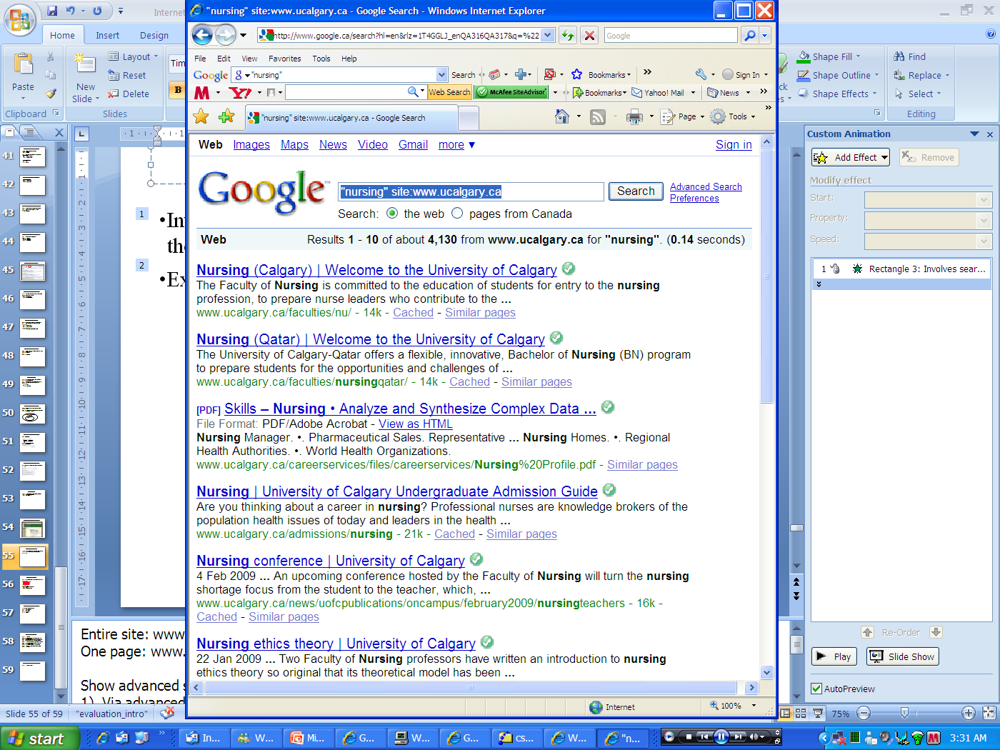 Internet
"nursing" site:www.ucalgary.ca - Google Search - Windows Internet Explorer
http://www.google.ca/search?hl=en&rlz=1T4GGLJ_enQA316QA317&q=%22
Google
File Edit View Favorites Tools Help
Google "nursing" Search Bookmarks Sign In
Web Search McAfee SiteAdvisor Bookmarks Yahoo! Mail News
"nursing" site:www.ucalgary.ca - Google Search
Page Tools
Home Insert Design
Paste
Clipboard
New
Slide
Layout
Reset
Delete
Slides
Tim
B
Shape Fill
Shape Outline
Shape Effects
Find
Replace
Select
Editing
Web Images Maps News Video Gmail more
Sign in
Google
"nursing" site:www.ucalgary.ca
Search
Advanced Search
Preferences
Search: the web pages from Canada
Web Results 1 - 10 of about 4,130 from www.ucalgary.ca for "nursing". (0.14 seconds)
Nursing (Calgary) | Welcome to the University of Calgary
The Faculty of Nursing is committed to the education of students for entry to the nursing
profession, to prepare nurse leaders who contribute to the ...
www.ucalgary.ca/faculties/nu/ - 14k - Cached - Similar pages
Nursing (Qatar) | Welcome to the University of Calgary
The University of Calgary-Qatar offers a flexible, innovative, Bachelor of Nursing (BN) program
to prepare students for the opportunities and challenges of ...
www.ucalgary.ca/faculties/nursingqatar/ - 14k - Cached - Similar pages
[PDF] Skills – Nursing • Analyze and Synthesize Complex Data ...
File Format: PDF/Adobe Acrobat - View as HTML
Nursing Manager. •. Pharmaceutical Sales. Representative ... Nursing Homes. •. Regional
Health Authorities. •. World Health Organizations.
www.ucalgary.ca/careerservices/files/careerservices/Nursing%20Profile.pdf - Similar pages
Nursing | University of Calgary Undergraduate Admission Guide
Are you thinking about a career in nursing? Professional nurses are knowledge brokers of the
population health issues of today and leaders in the health ...
www.ucalgary.ca/admissions/nursing - 21k - Cached - Similar pages
Nursing conference | University of Calgary
4 Feb 2009 ... An upcoming conference hosted by the Faculty of Nursing will turn the nursing
shortage focus from the student to the teacher, which, ...
www.ucalgary.ca/news/uofcpublications/oncampus/february2009/nursingteachers - 16k -
Cached - Similar pages
Nursing ethics theory | University of Calgary
22 Jan 2009 ... Two Faculty of Nursing professors have written an introduction to nursing
ethics theory so original that its theoretical model has been ...
Internet 100%
41
42
43
44
45
46
47
48
49
50
51
52
53
54
55
56
57
58
59
1
•In
th
2
•Ex
Entire site: www
One page: www.
Show advanced s
1) Via advanced
Custom Animation
Add Effect Remove
Modify effect
Start:
Property:
Speed:
1 Rectangle 3: Involves sear...
Re-Order
Play Slide Show
AutoPreview
Slide 55 of 59 "evaluation_intro" 75%
start In... W... Mi... G... W... G... cs... W... "n... 3:31 AM